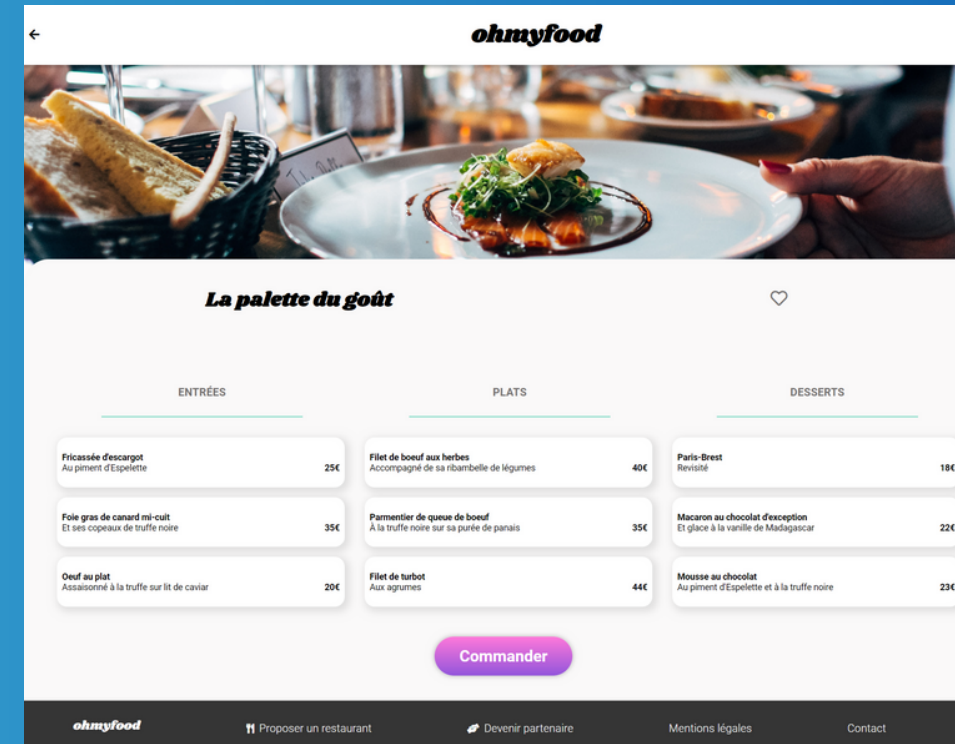 ohmyfood
La palette du goût
ENTRÉES
Fricassée d'escargot
Au piment d'Espelette 25€
Foie gras de canard mi-cuit
Et ses copeaux de truffe noire 35€
Oeuf au plat
Assaisonné à la truffe sur lit de caviar 20€
PLATS
Filet de boeuf aux herbes
Accompagné de sa ribambelle de légumes 40€
Parmentier de queue de boeuf
À la truffe noire sur sa purée de panais 35€
Filet de turbot
Aux agrumes 44€
DESSERTS
Paris-Brest
Revisité 18€
Macaron au chocolat d'exception
Et glace à la vanille de Madagascar 22€
Mousse au chocolat
Au piment d'Espelette et à la truffe noire 23€
Commander
ohmyfood Proposer un restaurant Devenir partenaire Mentions légales Contact